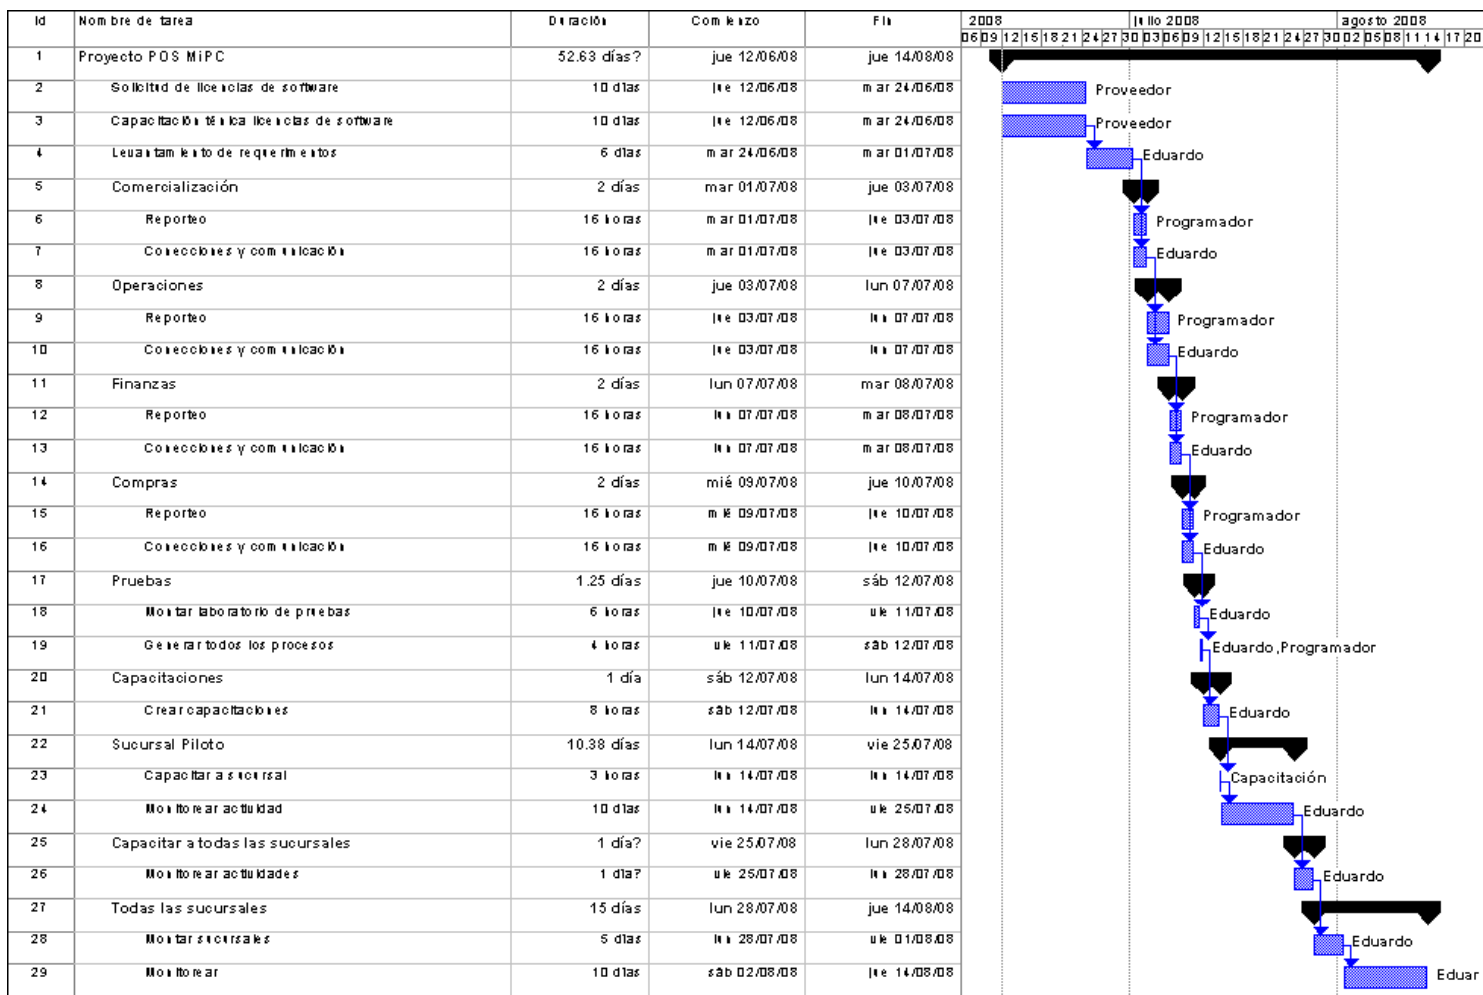 Id Nombre de tarea Duración Comienzo Fin 2008 julio 2008 agosto 2008
06 09 12 15 18 21 24 27 30 03 06 09 12 15 18 21 24 27 30 02 05 08 11 14 17 20
1 Proyecto POS MiPC 52.63 días? jue 12/06/08 jue 14/08/08
2 Solicitud de licencias de software 10 días jue 12/06/08 mar 24/06/08 Proveedor
3 Capacitación ténica licencias de software 10 días jue 12/06/08 mar 24/06/08 Proveedor
4 Levantamiento de requerimentos 6 días mar 24/06/08 mar 01/07/08 Eduardo
5 Comercialización 2 días mar 01/07/08 jue 03/07/08
6 Reporteo 16 horas mar 01/07/08 jue 03/07/08 Programador
7 Conecciones y comunicación 16 horas mar 01/07/08 jue 03/07/08 Eduardo
8 Operaciones 2 días jue 03/07/08 lun 07/07/08
9 Reporteo 16 horas jue 03/07/08 lun 07/07/08 Programador
10 Conecciones y comunicación 16 horas jue 03/07/08 lun 07/07/08 Eduardo
11 Finanzas 2 días lun 07/07/08 mar 08/07/08
12 Reporteo 16 horas lun 07/07/08 mar 08/07/08 Programador
13 Conecciones y comunicación 16 horas lun 07/07/08 mar 08/07/08 Eduardo
14 Compras 2 días mié 09/07/08 jue 10/07/08
15 Reporteo 16 horas mié 09/07/08 jue 10/07/08 Programador
16 Conecciones y comunicación 16 horas mié 09/07/08 jue 10/07/08 Eduardo
17 Pruebas 1.25 días jue 10/07/08 sáb 12/07/08
18 Montar laboratorio de pruebas 6 horas jue 10/07/08 vie 11/07/08 Eduardo
19 Generar todos los procesos 4 horas vie 11/07/08 sáb 12/07/08 Eduardo,Programador
20 Capacitaciones 1 día sáb 12/07/08 lun 14/07/08
21 Crear capacitaciones 8 horas sáb 12/07/08 lun 14/07/08 Eduardo
22 Sucursal Piloto 10.38 días lun 14/07/08 vie 25/07/08
23 Capacitar a sucursal 3 horas lun 14/07/08 lun 14/07/08 Capacitación
24 Monitorear actividad 10 días lun 14/07/08 vie 25/07/08 Eduardo
25 Capacitar a todas las sucursales 1 día? vie 25/07/08 lun 28/07/08
26 Monitorear actividades 1 día? vie 25/07/08 lun 28/07/08 Eduardo
27 Todas las sucursales 15 días lun 28/07/08 jue 14/08/08
28 Montar sucursales 5 días lun 28/07/08 vie 01/08/08 Eduardo
29 Monitorear 10 días sáb 02/08/08 jue 14/08/08 Eduar